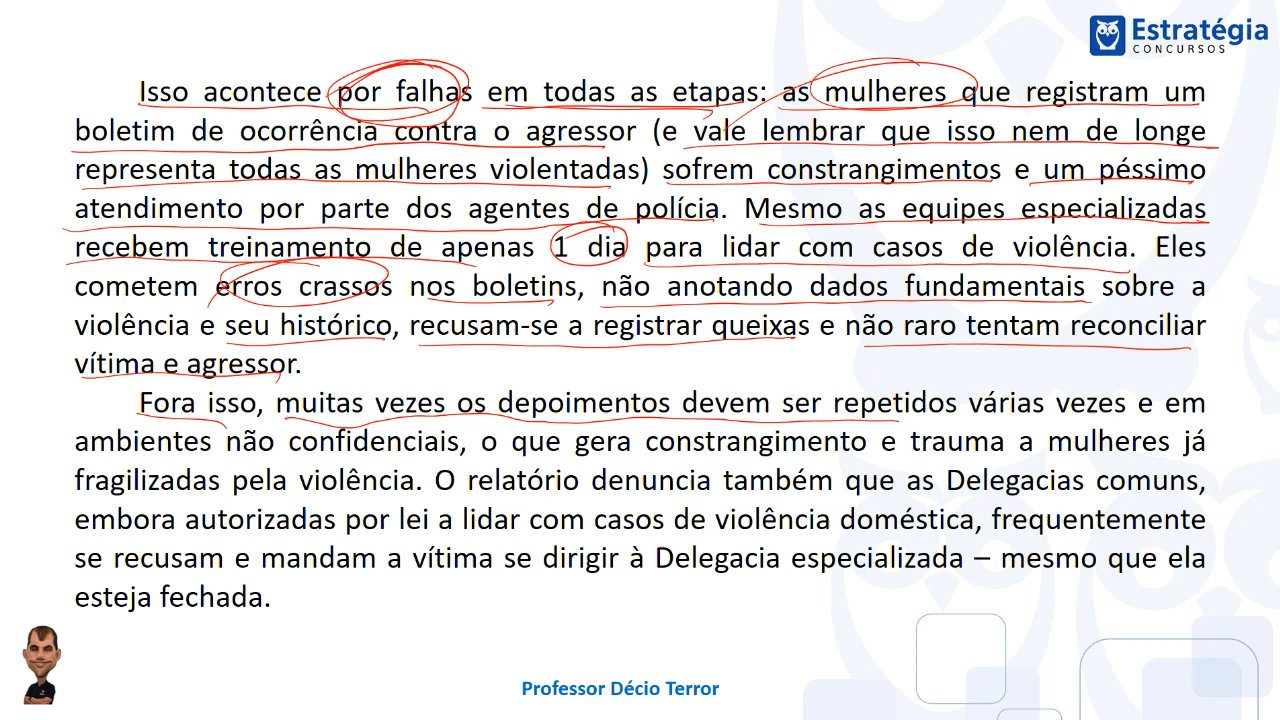 Estratégia
CONCURSOS
Isso acontece por falhas em todas as etapas: as mulheres que registram um
boletim de ocorrência contra o agressor (e vale lembrar que isso nem de longe
representa todas as mulheres violentadas) sofrem constrangimentos e um péssimo
atendimento por parte dos agentes de polícia. Mesmo as equipes especializadas
recebem treinamento de apenas 1 dia para lidar com casos de violência. Eles
cometem erros crassos nos boletins, não anotando dados fundamentais sobre a
violência e seu histórico, recusam-se a registrar queixas e não raro tentam reconciliar
vítima e agressor.
Fora isso, muitas vezes os depoimentos devem ser repetidos várias vezes e em
ambientes não confidenciais, o que gera constrangimento e trauma a mulheres já
fragilizadas pela violência. O relatório denuncia também que as Delegacias comuns,
embora autorizadas por lei a lidar com casos de violência doméstica, frequentemente
se recusam e mandam a vítima se dirigir à Delegacia especializada – mesmo que ela
esteja fechada.
Professor Décio Terror